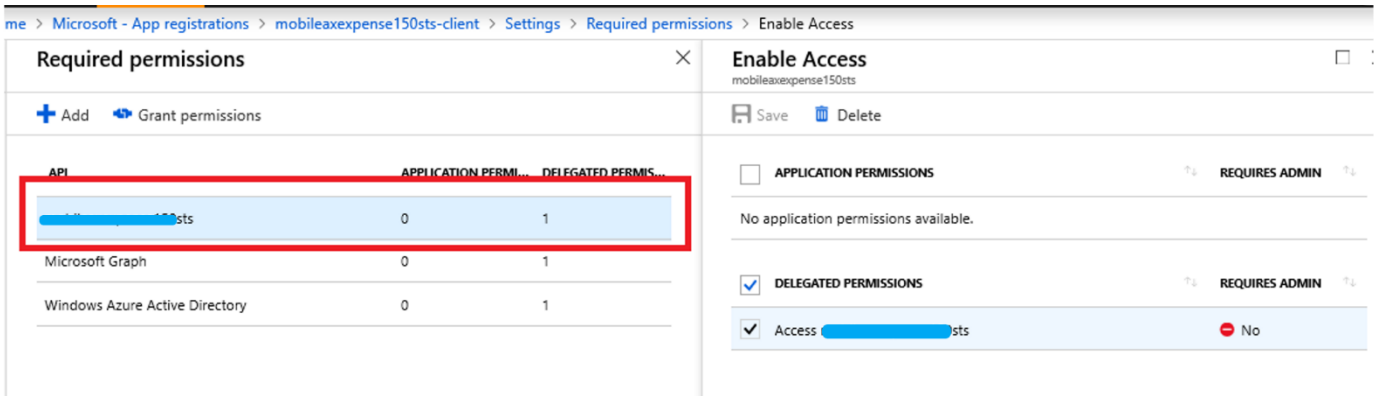 me > Microsoft - App registrations > mobileaxexpense150sts-client > Settings > Required permissions > Enable Access
Required permissions
Add Grant permissions
API APPLICATION PERMI... DELEGATED PERMIS...
sts 0 1
Microsoft Graph 0 1
Windows Azure Active Directory 0 1
Enable Access
mobileaxexpense150sts
Save Delete
APPLICATION PERMISSIONS REQUIRES ADMIN
No application permissions available.
DELEGATED PERMISSIONS REQUIRES ADMIN
Access sts No